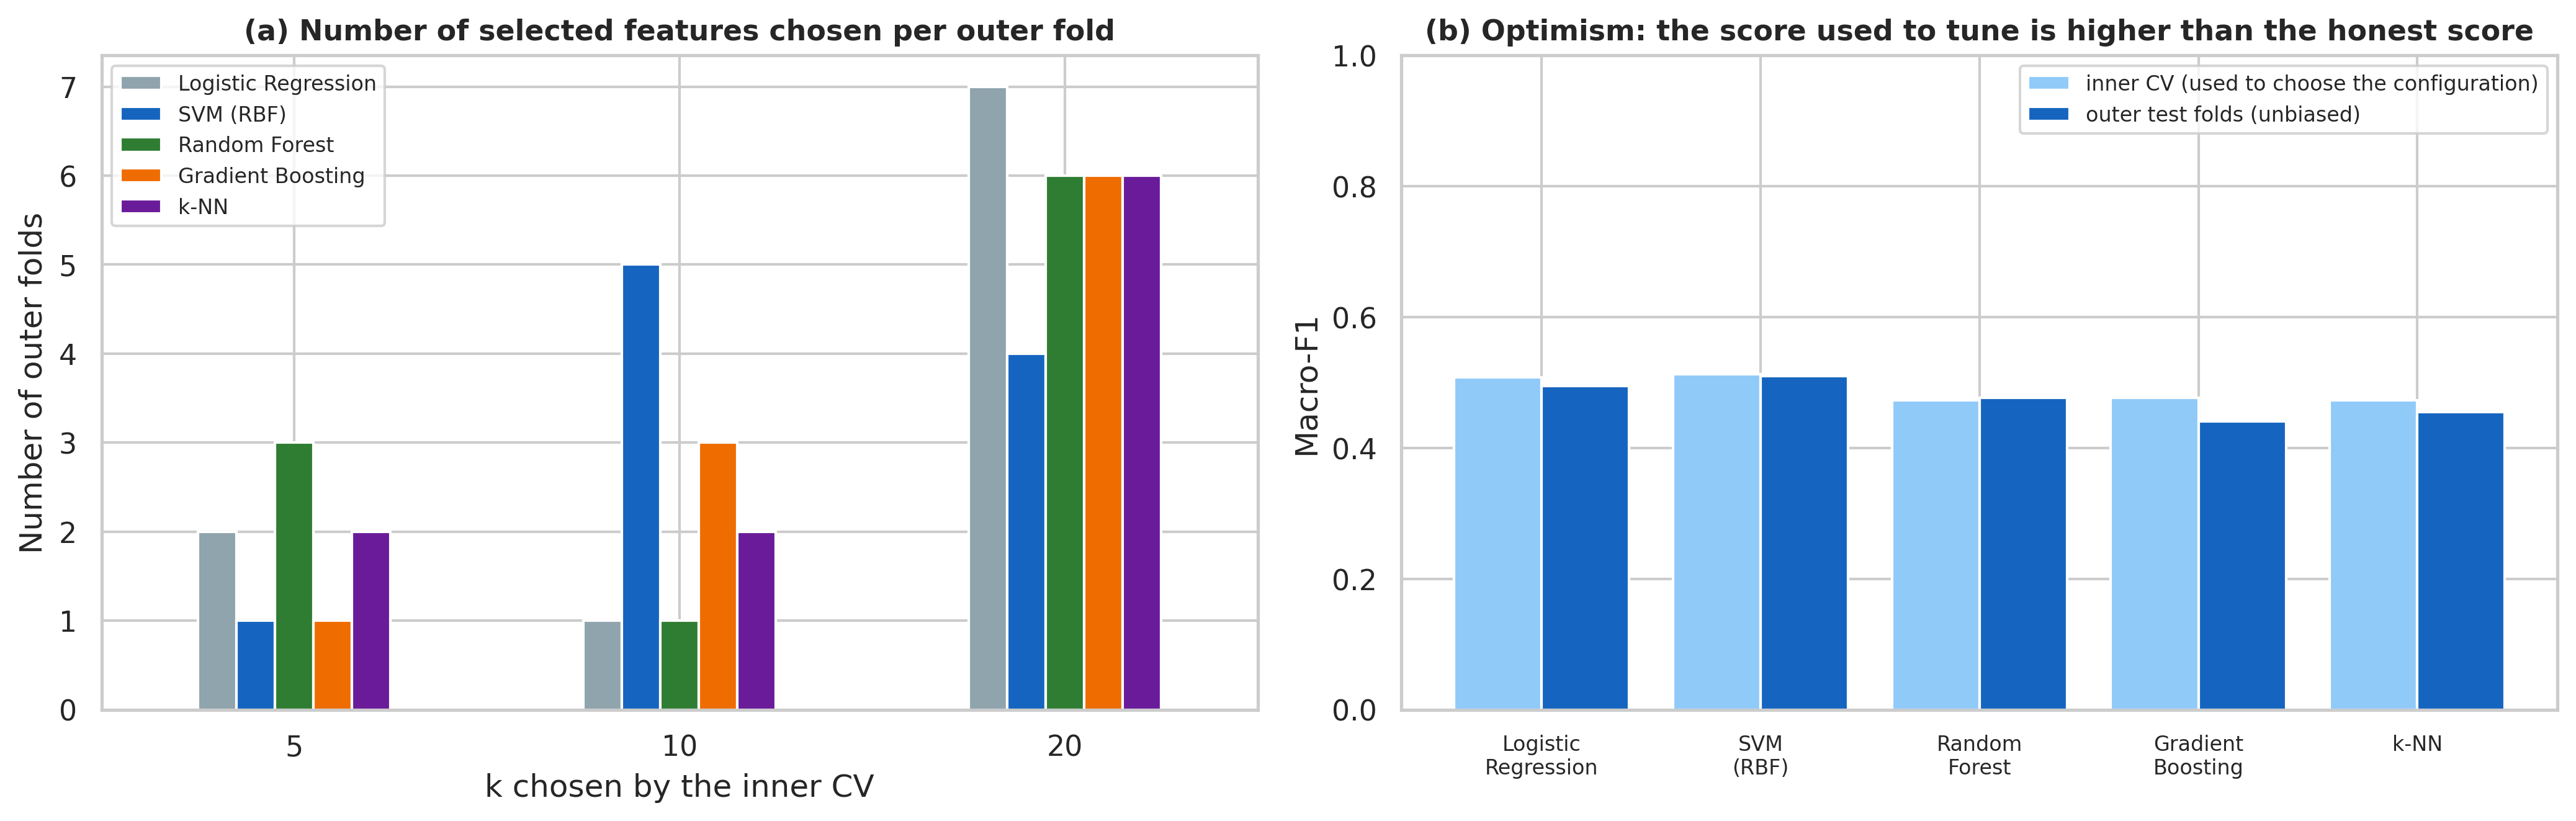 (a) Number of selected features chosen per outer fold
Logistic Regression
SVM (RBF)
Random Forest
Gradient Boosting
k-NN
Number of outer folds
7
6
5
4
3
2
1
0
5
10
20
k chosen by the inner CV
(b) Optimism: the score used to tune is higher than the honest score
inner CV (used to choose the configuration)
outer test folds (unbiased)
Macro-F1
1.0
0.8
0.6
0.4
0.2
0.0
Logistic
Regression
SVM
(RBF)
Random
Forest
Gradient
Boosting
k-NN